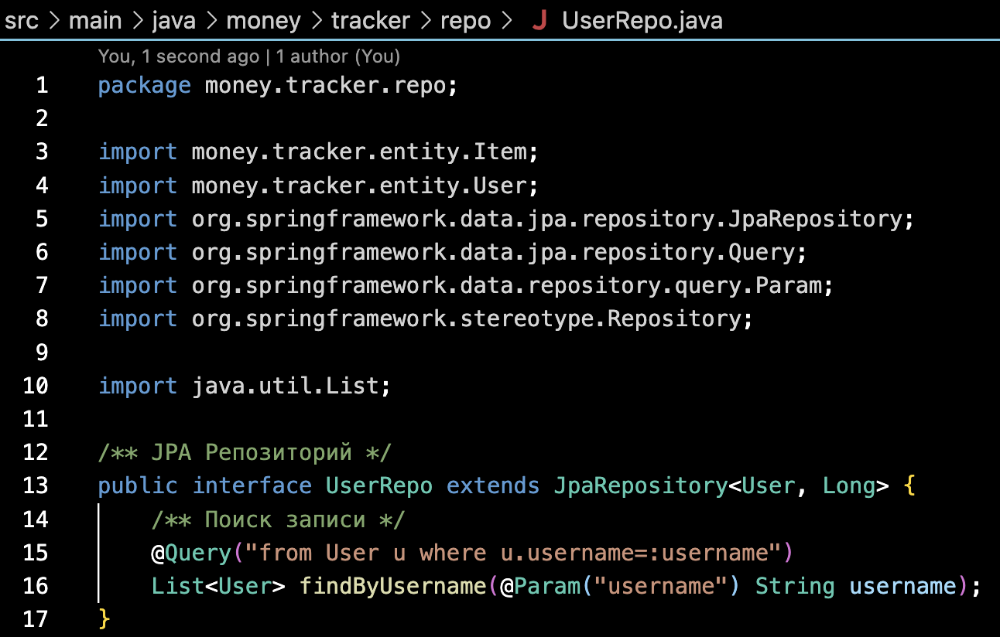 src > main > java > money > tracker > repo > J UserRepo.java
You, 1 second ago | 1 author (You)
1 package money.tracker.repo;
2
3 import money.tracker.entity.Item;
4 import money.tracker.entity.User;
5 import org.springframework.data.jpa.repository.JpaRepository;
6 import org.springframework.data.jpa.repository.Query;
7 import org.springframework.data.repository.query.Param;
8 import org.springframework.stereotype.Repository;
9
10 import java.util.List;
11
12 /** JPA Репозиторий */
13 public interface UserRepo extends JpaRepository<User, Long> {
14     /** Поиск записи */
15     @Query("from User u where u.username=:username")
16     List<User> findByUsername(@Param("username") String username);
17 }